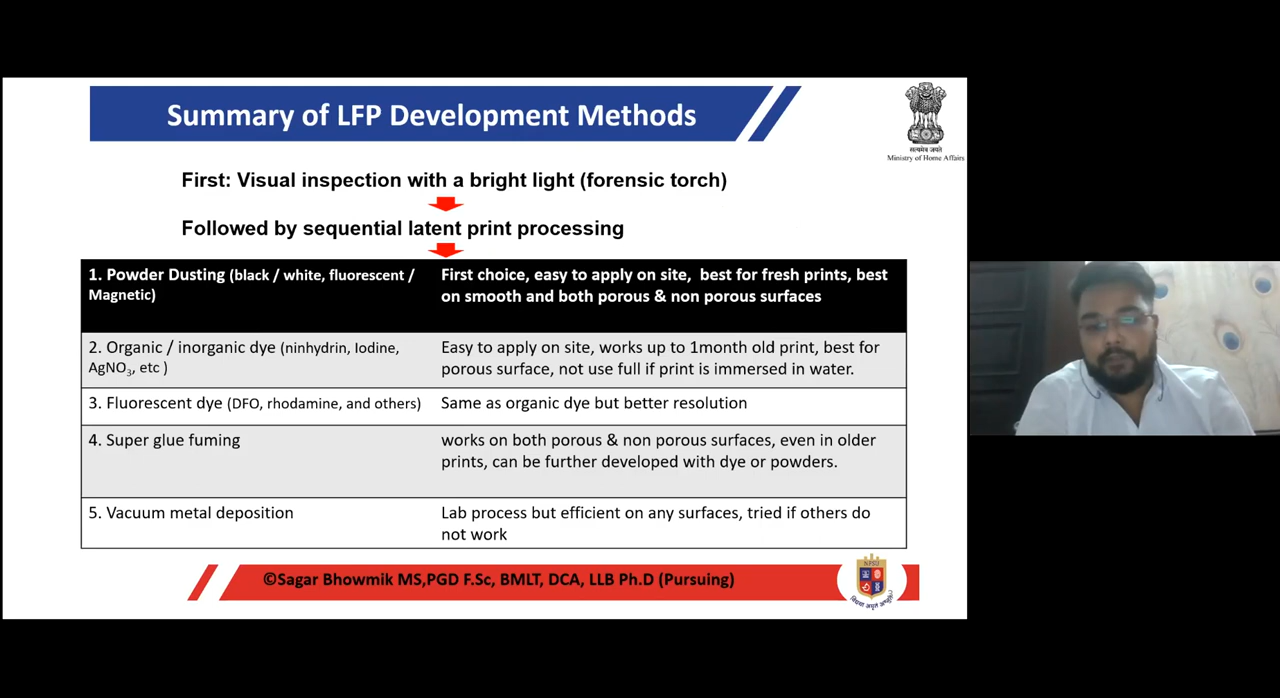 Summary of LFP Development Methods
सत्यमेव जयते
Ministry of Home Affairs
First: Visual inspection with a bright light (forensic torch)
Followed by sequential latent print processing
1. Powder Dusting (black / white, fluorescent /
Magnetic)
First choice, easy to apply on site, best for fresh prints, best
on smooth and both porous & non porous surfaces
2. Organic / inorganic dye (ninhydrin, Iodine,
AgNO₃, etc )
Easy to apply on site, works up to 1month old print, best for
porous surface, not use full if print is immersed in water.
3. Fluorescent dye (DFO, rhodamine, and others)
Same as organic dye but better resolution
4. Super glue fuming
works on both porous & non porous surfaces, even in older
prints, can be further developed with dye or powders.
5. Vacuum metal deposition
Lab process but efficient on any surfaces, tried if others do
not work
©Sagar Bhowmik MS,PGD F.Sc, BMLT, DCA, LLB Ph.D (Pursuing)
NFSU